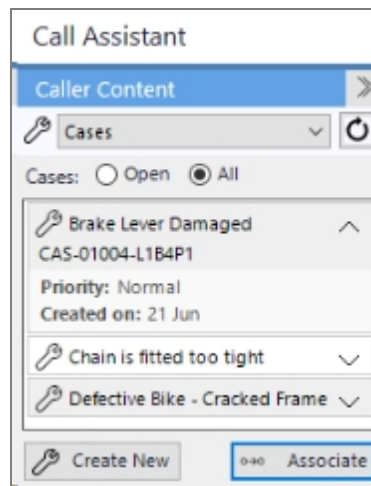 Call Assistant
Caller Content
Cases
Cases: Open All
Brake Lever Damaged
CAS-01004-L1B4P1
Priority: Normal
Created on: 21 Jun
Chain is fitted too tight
Defective Bike - Cracked Frame
Create New Associate